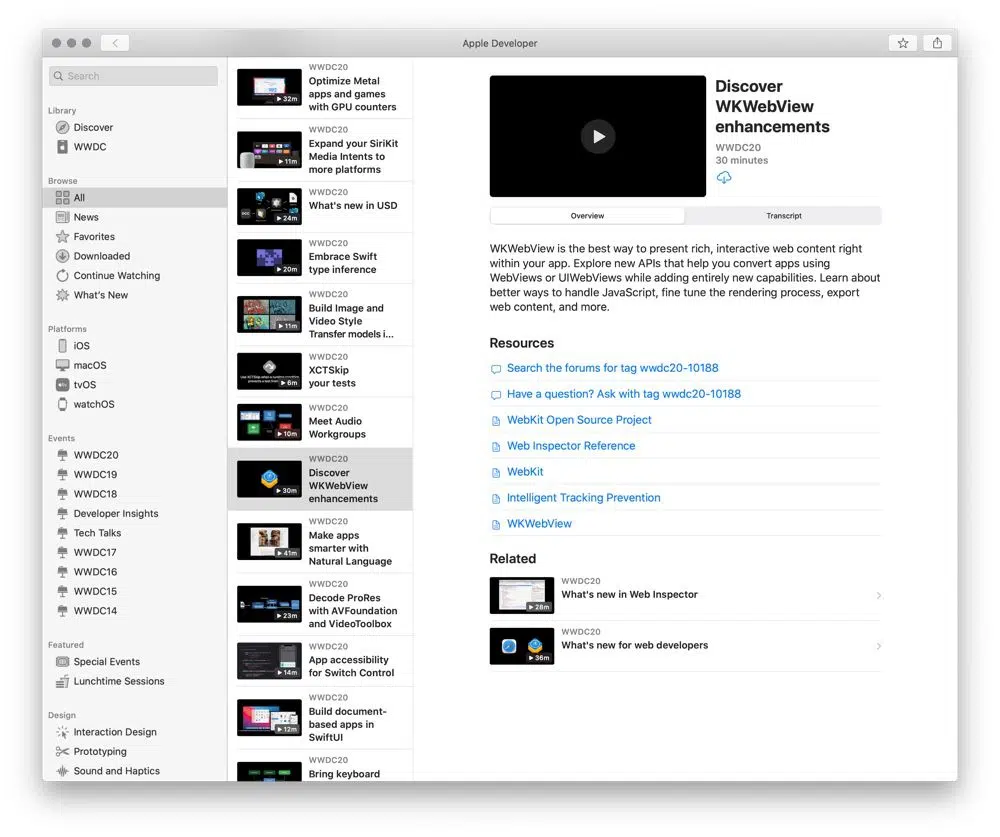 Apple Developer
Search
Library
Discover
WWDC
Browse
All
News
Favorites
Downloaded
Continue Watching
What's New
Platforms
iOS
macOS
tvOS
watchOS
Events
WWDC20
WWDC19
WWDC18
Developer Insights
Tech Talks
WWDC17
WWDC16
WWDC15
WWDC14
Featured
Special Events
Lunchtime Sessions
Design
Interaction Design
Prototyping
Sound and Haptics
WWDC20
Optimize Metal
apps and games
with GPU counters
32m
WWDC20
Expand your SiriKit
Media Intents to
more platforms
11m
WWDC20
What's new in USD
24m
WWDC20
Embrace Swift
type inference
20m
WWDC20
Build Image and
Video Style
Transfer models i...
11m
WWDC20
XCTSkip
your tests
6m
WWDC20
Meet Audio
Workgroups
10m
WWDC20
Discover
WKWebView
enhancements
30m
WWDC20
Make apps
smarter with
Natural Language
41m
WWDC20
Decode ProRes
with AVFoundation
and VideoToolbox
23m
WWDC20
App accessibility
for Switch Control
14m
WWDC20
Build document-
based apps in
SwiftUI
12m
WWDC20
Bring keyboard
Discover
WKWebView
enhancements
WWDC20
30 minutes
Overview
Transcript
WKWebView is the best way to present rich, interactive web content right
within your app. Explore new APIs that help you convert apps using
WebViews or UIWebViews while adding entirely new capabilities. Learn about
better ways to handle JavaScript, fine tune the rendering process, export
web content, and more.
Resources
Search the forums for tag wwdc20-10188
Have a question? Ask with tag wwdc20-10188
WebKit Open Source Project
Web Inspector Reference
WebKit
Intelligent Tracking Prevention
WKWebView
Related
WWDC20
What's new in Web Inspector
28m
WWDC20
What's new for web developers
36m